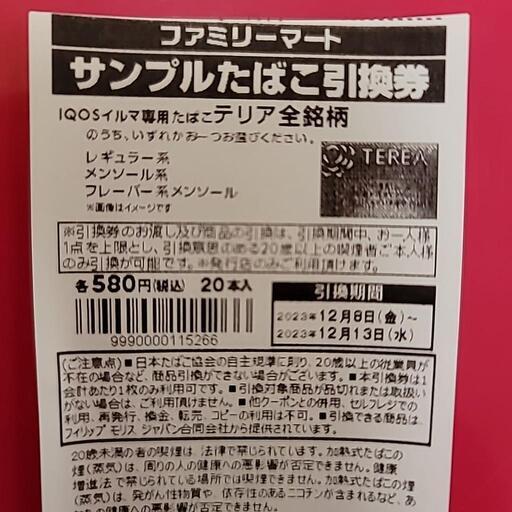 ファミリーマート
サンプルたばこ引換券
IQOSイルマ専用たばこテリア全銘柄
のうち、いずれかお一つお選びください。
レギュラー系
メンソール系
フレーバー系メンソール
※画像はイメージです
TEREA
※引換券のお渡し及び商品の引換は、引換期間中、お一人様
1点を上限とし、引換意思のある20歳以上の喫煙者ご本人様
のみ引換が可能です。※発行店のみご利用頂けます。
各580円(税込) 20本入
9990000115266
引換期間
2023年12月8日(金)～
2023年12月13日(水)
(ご注意点) ■日本たばこ協会の自主規準に則り、20歳以上の従業員が
不在の場合など、商品引換ができない場合がございます。■本引換券は1
会計あたり1枚のみ利用可です。■引換対象商品が品切れまたは取扱い
がない場合は、ご利用頂けません。■他クーポンとの併用、セルフレジでの
利用、再発行、換金、転売、コピーの利用は不可。■引換できる商品は、
フィリップ モリス ジャパン合同会社から提供されています。
20歳未満の者の喫煙は、法律で禁じられています。加熱式たばこの
煙(蒸気)は、周りの人の健康への悪影響が否定できません。健康
増進法で禁じられている場所では喫煙できません。加熱式たばこの煙
(蒸気)は、発がん性物質や、依存性のあるニコチンが含まれるなど、あ
なたの健康への悪影響が否定できません。